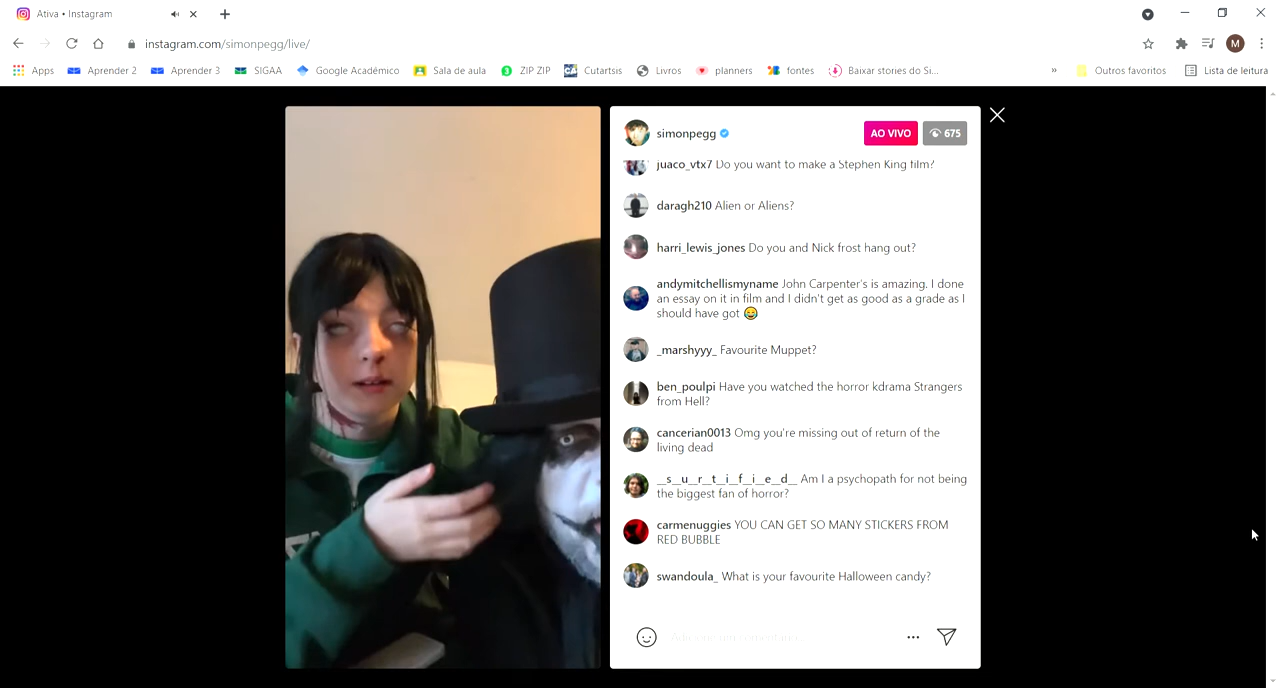 Ativa • Instagram
instagram.com/simonpegg/live/
M
Apps
Aprender 2
Aprender 3
SIGAA
Google Acadêmico
Sala de aula
ZIP ZIP
Cutartsis
Livros
planners
fontes
Baixar stories do Si...
»
Outros favoritos
Lista de leitura
simonpegg
AO VIVO
675
juaco_vtx7 Do you want to make a Stephen King film?
daragh210 Alien or Aliens?
harri_lewis_jones Do you and Nick frost hang out?
andymitchellismyname John Carpenter's is amazing. I done
an essay on it in film and I didn't get as good as a grade as I
should have got 😂
_marshyyy_ Favourite Muppet?
ben_poulpi Have you watched the horror kdrama Strangers
from Hell?
cancerian0013 Omg you're missing out of return of the
living dead
__s__u__r__t__i__f__i__e__d__ Am I a psychopath for not being
the biggest fan of horror?
carmenuggies YOU CAN GET SO MANY STICKERS FROM
RED BUBBLE
swandoula_ What is your favourite Halloween candy?
Adicione um comentário...